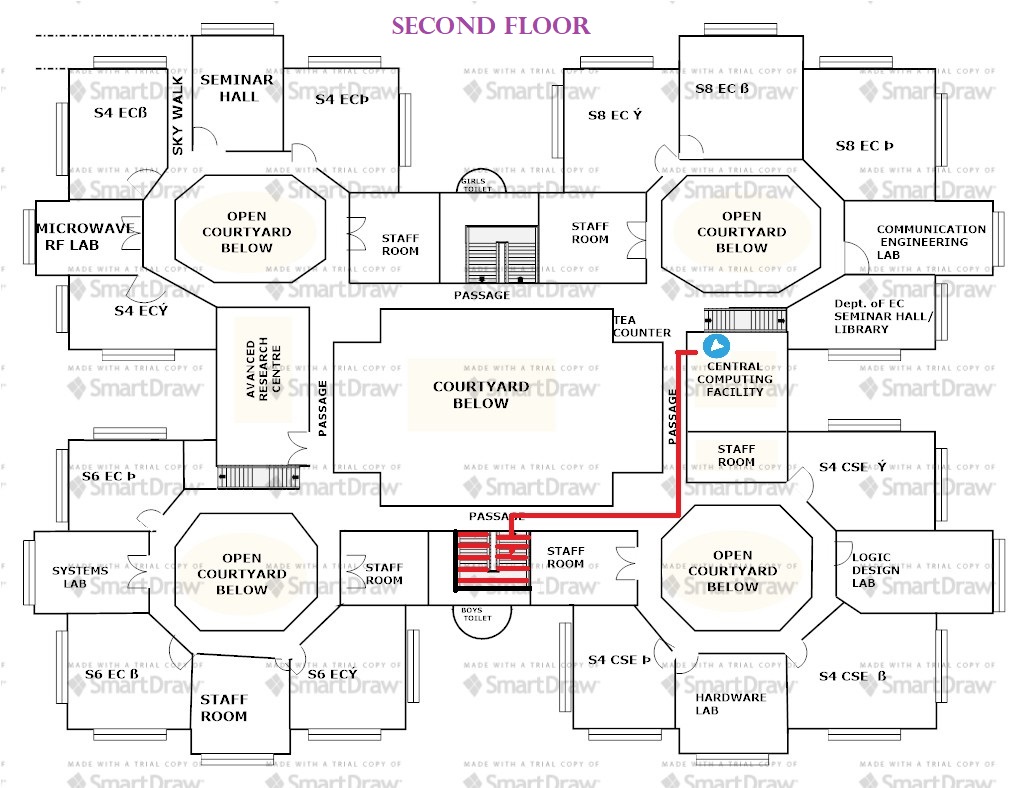 SECOND FLOOR
MADE WITH A TRIAL COPY OF
SmartDraw
SEMINAR
HALL
S4 ECß
SKY WALK
S4 ECÞ
S8 EC Ý
S8 EC ß
S8 EC Þ
GIRLS
TOILET
MICROWAVE
RF LAB
OPEN
COURTYARD
BELOW
STAFF
ROOM
STAFF
ROOM
OPEN
COURTYARD
BELOW
COMMUNICATION
ENGINEERING
LAB
S4 ECÝ
PASSAGE
TEA
COUNTER
Dept. of EC
SEMINAR HALL/
LIBRARY
AVANCED
RESEARCH
CENTRE
PASSAGE
COURTYARD
BELOW
PASSAGE
CENTRAL
COMPUTING
FACILITY
STAFF
ROOM
S4 CSE Ý
S6 EC Þ
PASSAGE
SYSTEMS
LAB
OPEN
COURTYARD
BELOW
STAFF
ROOM
STAFF
ROOM
OPEN
COURTYARD
BELOW
LOGIC
DESIGN
LAB
BOYS
TOILET
S6 EC ß
STAFF
ROOM
S6 ECÝ
S4 CSE Þ
HARDWARE
LAB
S4 CSE ß